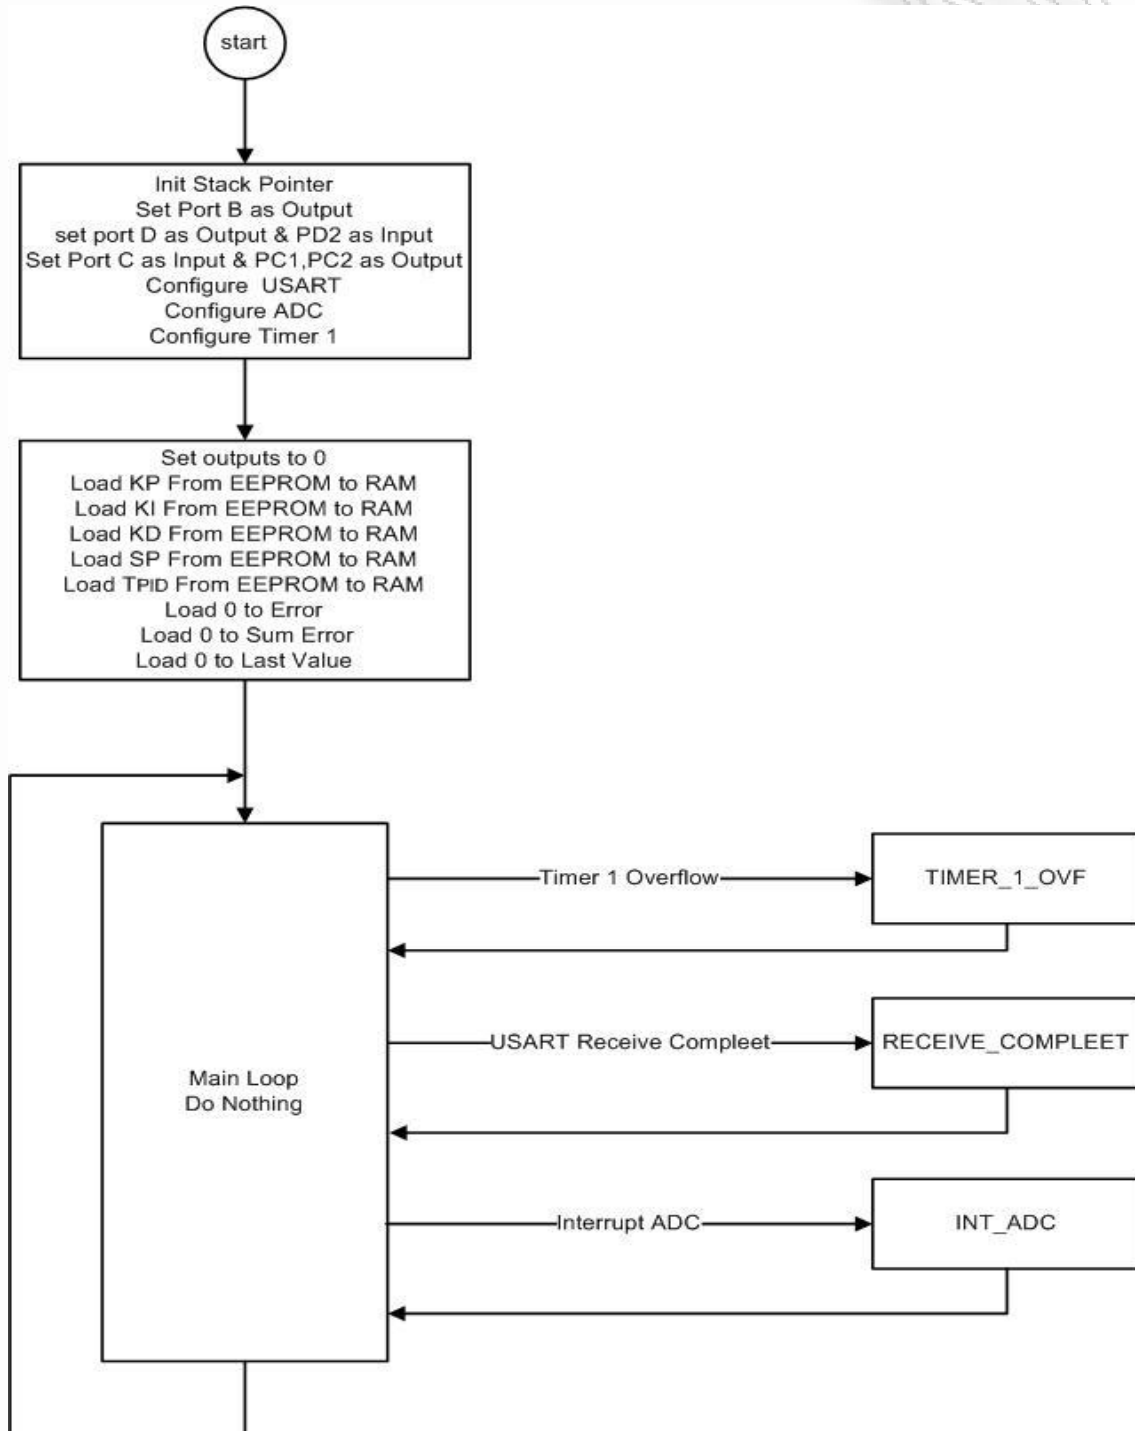 start
Init Stack Pointer
Set Port B as Output
set port D as Output & PD2 as Input
Set Port C as Input & PC1,PC2 as Output
Configure USART
Configure ADC
Configure Timer 1
Set outputs to 0
Load KP From EEPROM to RAM
Load KI From EEPROM to RAM
Load KD From EEPROM to RAM
Load SP From EEPROM to RAM
Load TPID From EEPROM to RAM
Load 0 to Error
Load 0 to Sum Error
Load 0 to Last Value
Timer 1 Overflow
TIMER_1_OVF
USART Receive Compleet
RECEIVE_COMPLEET
Main Loop
Do Nothing
Interrupt ADC
INT_ADC